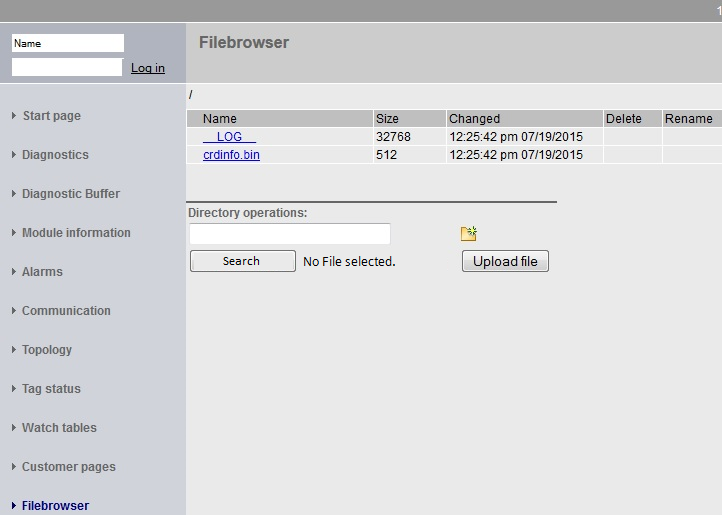 1
Name
Filebrowser
Log in
/
Start page
Name Size Changed Delete Rename
__LOG__ 32768 12:25:42 pm 07/19/2015
crdinfo.bin 512 12:25:42 pm 07/19/2015
Diagnostics
Diagnostic Buffer
Directory operations:
Module information
Search No File selected. Upload file
Alarms
Communication
Topology
Tag status
Watch tables
Customer pages
Filebrowser